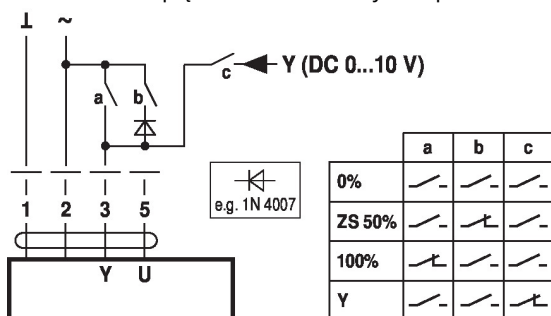 ⊥ ~
a b c Y (DC 0...10 V)
1 2 3 5
Y U
e.g. 1N 4007
a b c
0%
ZS 50%
100%
Y